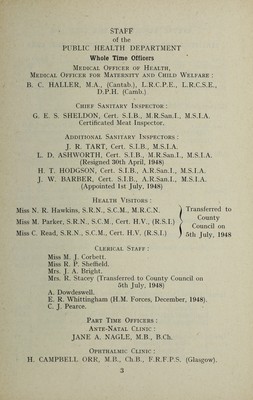 STAFF
of the
PUBLIC HEALTH DEPARTMENT
Whole Time Officers
Medical Officer of Health,
Medical Officer for Maternity and Child Welfare :
B. C. HALLER, M.A., (Cantab.), L.R.C.P.E., L.R.C.S.E.,
D.P.H. (Camb.)
Chief Sanitary Inspector :
G. E. S. SHELDON, Cert. S.I.B., M.R.San.I., M.S.I.A.
Certificated Meat Inspector.
Additional Sanitary Inspectors :
J. R. TART, Cert. S.I.B., M.S.I.A.
L. D. ASHWORTH, Cert. S.I.B., M.R.San.I., M.S.I.A.
(Resigned 30th April, 1948)
H. T. HODGSON, Cert. S.I.B., A.R.San.I., M.S.I.A.
J. W. BARBER, Cert. S.I.B., A.R.San.I., M.S.I.A.
(Appointed 1st July, 1948)
Health Visitors :
Miss N. R. Hawkins, S.R.N., S.C.M., M.R.C.N.
Miss M. Parker, S.R.N., S.C.M., Cert. H.V., (R.S.I.)
Miss C. Read, S.R.N., S.C.M., Cert. H.V. (R.S.I.)
Transferred to
County
Council on
5th July, 1948
Clerical Staff :
Miss M. J. Corbett.
Miss R. P. Sheffield.
Mrs. J. A. Bright.
Mrs. R. Stacey (Transferred to County Council on
5th July, 1948)
A. Dowdeswell.
E. R. Whittingham (H.M. Forces, December, 1948).
C. J. Pearce.
Part Time Officers :
Ante-Natal Clinic :
JANE A. NAGLE, M.B., B.Ch.
Ophthalmic Clinic :
H. CAMPBELL ORR, M.B., Ch.B., F.R.F.P.S. (Glasgow).
3